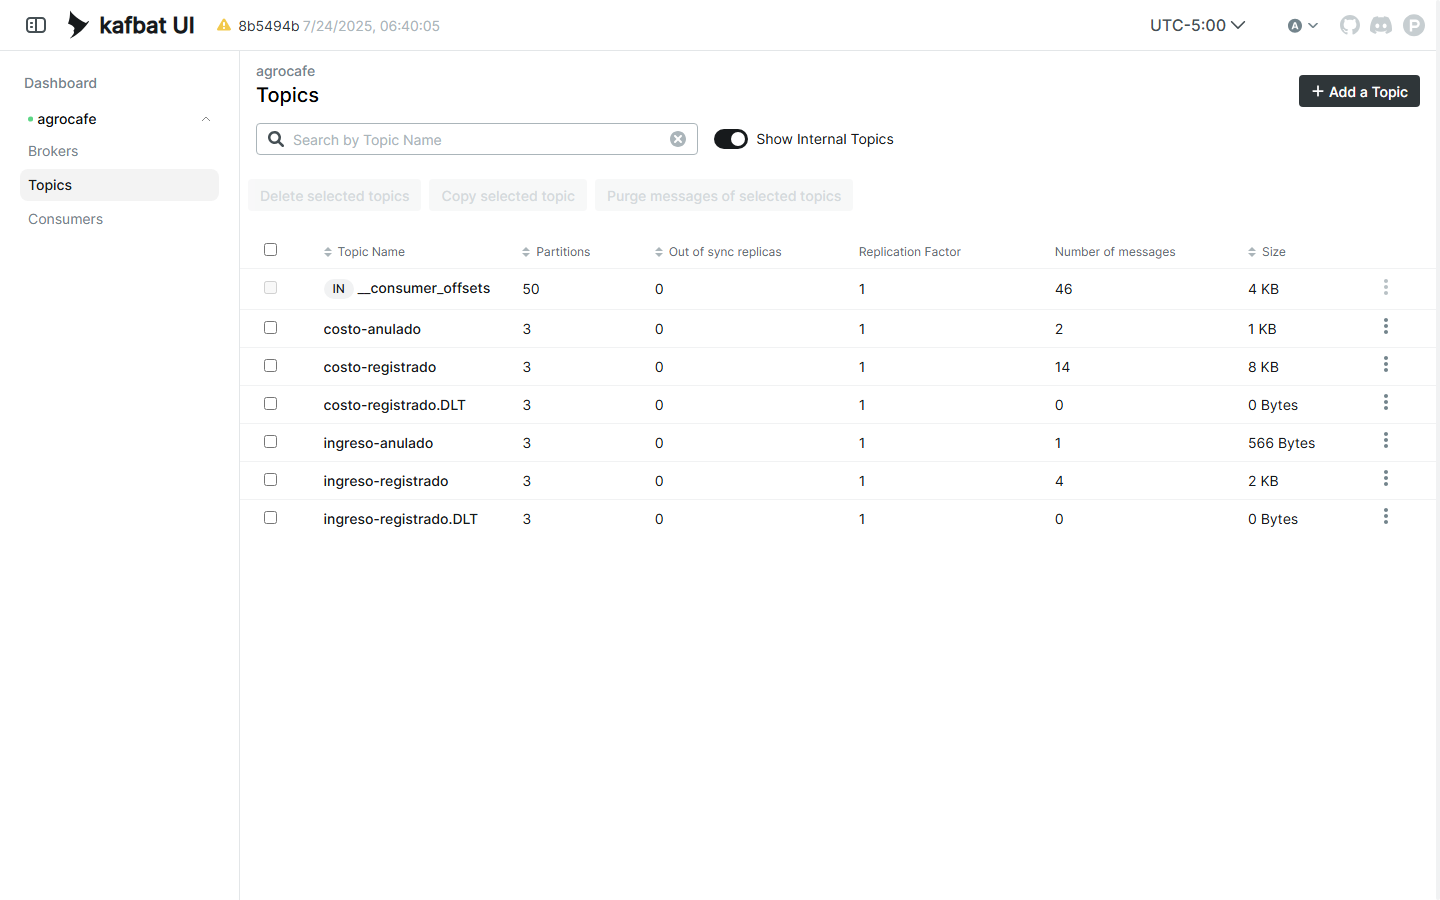 kafbat UI 8b5494b 7/24/2025, 06:40:05 UTC-5:00 A P
Dashboard
agrocafe
Brokers
Topics
Consumers
agrocafe
Topics
+ Add a Topic
Search by Topic Name
Show Internal Topics
Delete selected topics Copy selected topic Purge messages of selected topics
Topic Name Partitions Out of sync replicas Replication Factor Number of messages Size
IN __consumer_offsets 50 0 1 46 4 KB
costo-anulado 3 0 1 2 1 KB
costo-registrado 3 0 1 14 8 KB
costo-registrado.DLT 3 0 1 0 0 Bytes
ingreso-anulado 3 0 1 1 566 Bytes
ingreso-registrado 3 0 1 4 2 KB
ingreso-registrado.DLT 3 0 1 0 0 Bytes